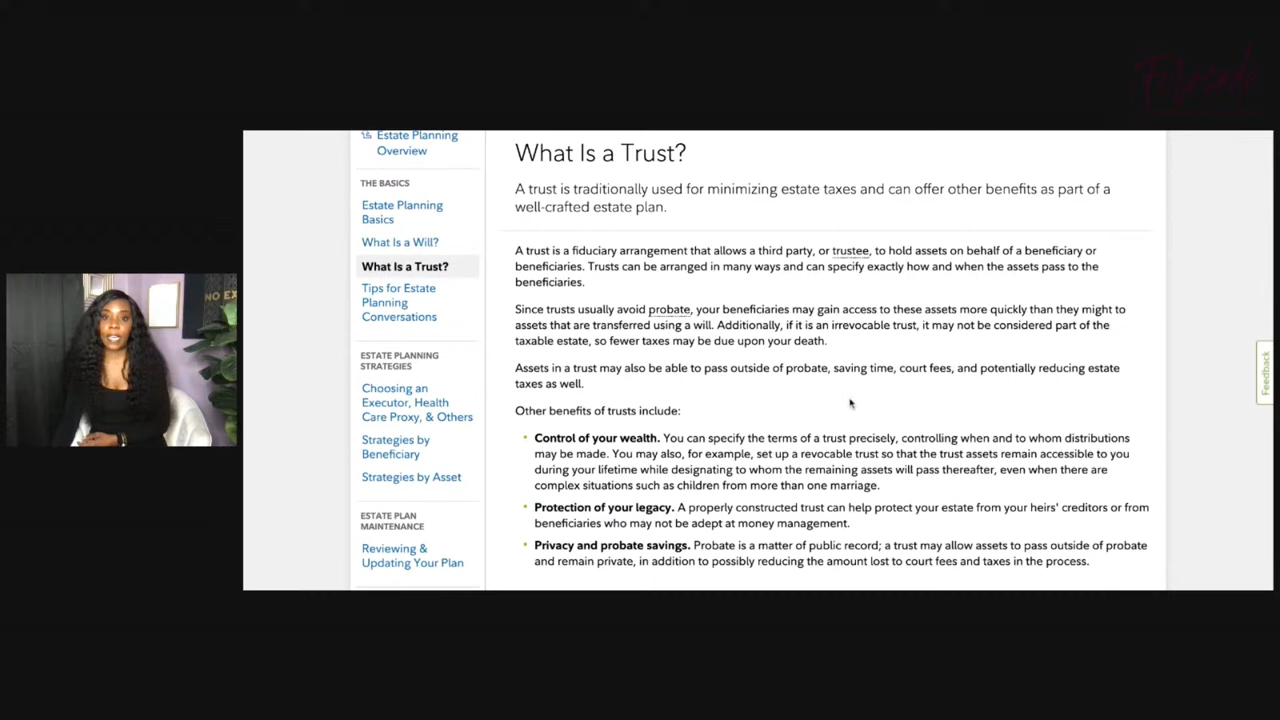 Estate Planning
Overview
THE BASICS
Estate Planning
Basics
What Is a Will?
What Is a Trust?
Tips for Estate
Planning
Conversations
ESTATE PLANNING
STRATEGIES
Choosing an
Executor, Health
Care Proxy, & Others
Strategies by
Beneficiary
Strategies by Asset
ESTATE PLAN
MAINTENANCE
Reviewing &
Updating Your Plan
What Is a Trust?
A trust is traditionally used for minimizing estate taxes and can offer other benefits as part of a
well-crafted estate plan.
A trust is a fiduciary arrangement that allows a third party, or trustee, to hold assets on behalf of a beneficiary or
beneficiaries. Trusts can be arranged in many ways and can specify exactly how and when the assets pass to the
beneficiaries.
Since trusts usually avoid probate, your beneficiaries may gain access to these assets more quickly than they might to
assets that are transferred using a will. Additionally, if it is an irrevocable trust, it may not be considered part of the
taxable estate, so fewer taxes may be due upon your death.
Assets in a trust may also be able to pass outside of probate, saving time, court fees, and potentially reducing estate
taxes as well.
Other benefits of trusts include:
• Control of your wealth. You can specify the terms of a trust precisely, controlling when and to whom distributions
may be made. You may also, for example, set up a revocable trust so that the trust assets remain accessible to you
during your lifetime while designating to whom the remaining assets will pass thereafter, even when there are
complex situations such as children from more than one marriage.
• Protection of your legacy. A properly constructed trust can help protect your estate from your heirs' creditors or from
beneficiaries who may not be adept at money management.
• Privacy and probate savings. Probate is a matter of public record; a trust may allow assets to pass outside of probate
and remain private, in addition to possibly reducing the amount lost to court fees and taxes in the process.
Feedback
NO EX